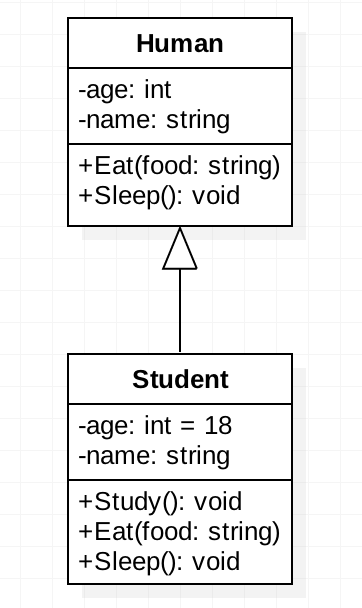 Human
-age: int
-name: string
+Eat(food: string)
+Sleep(): void
Student
-age: int = 18
-name: string
+Study(): void
+Eat(food: string)
+Sleep(): void